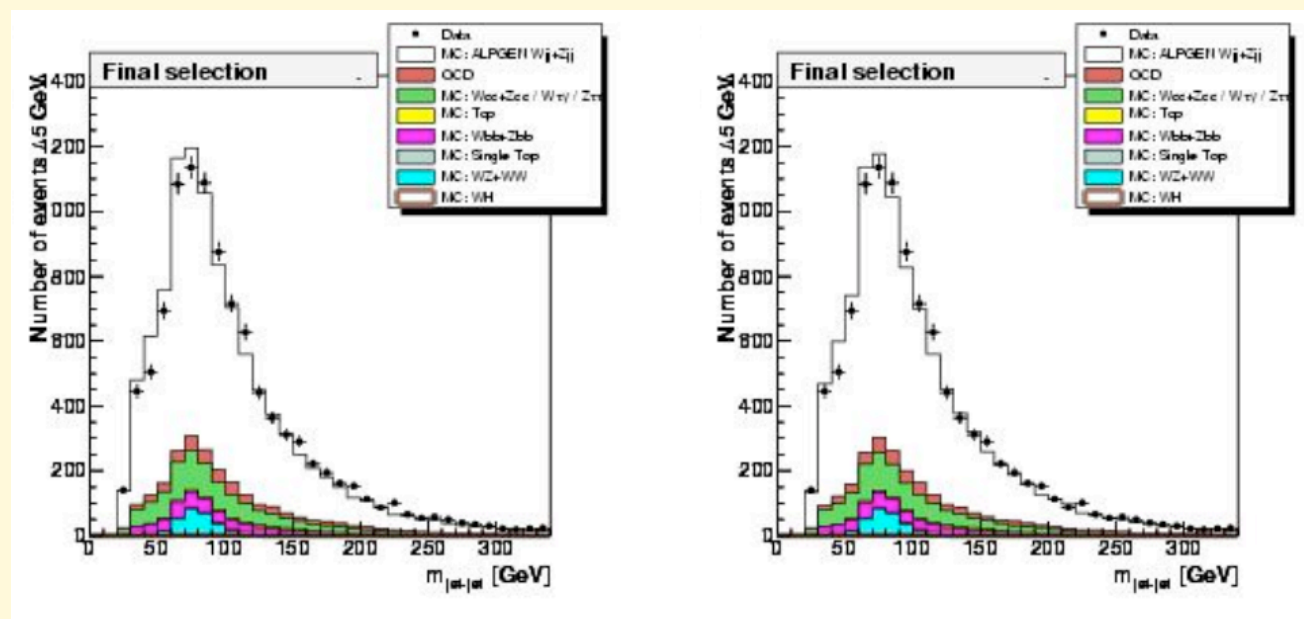 Final selection
Data
MC: ALPGEN Wjj+Zjj
QCD
MC: Wcc+Zcc / Wττ / Zττ
MC: Top
MC: Wbb+Zbb
MC: Single Top
MC: WZ+WW
MC: WH
Number of events / 5 GeV
1400
1200
1000
800
600
400
200
0
0 50 100 150 200 250 300
m jet-jet [GeV]
Final selection
Data
MC: ALPGEN Wjj+Zjj
QCD
MC: Wcc+Zcc / Wττ / Zττ
MC: Top
MC: Wbb+Zbb
MC: Single Top
MC: WZ+WW
MC: WH
Number of events / 5 GeV
1400
1200
1000
800
600
400
200
0
0 50 100 150 200 250 300
m jet-jet [GeV]